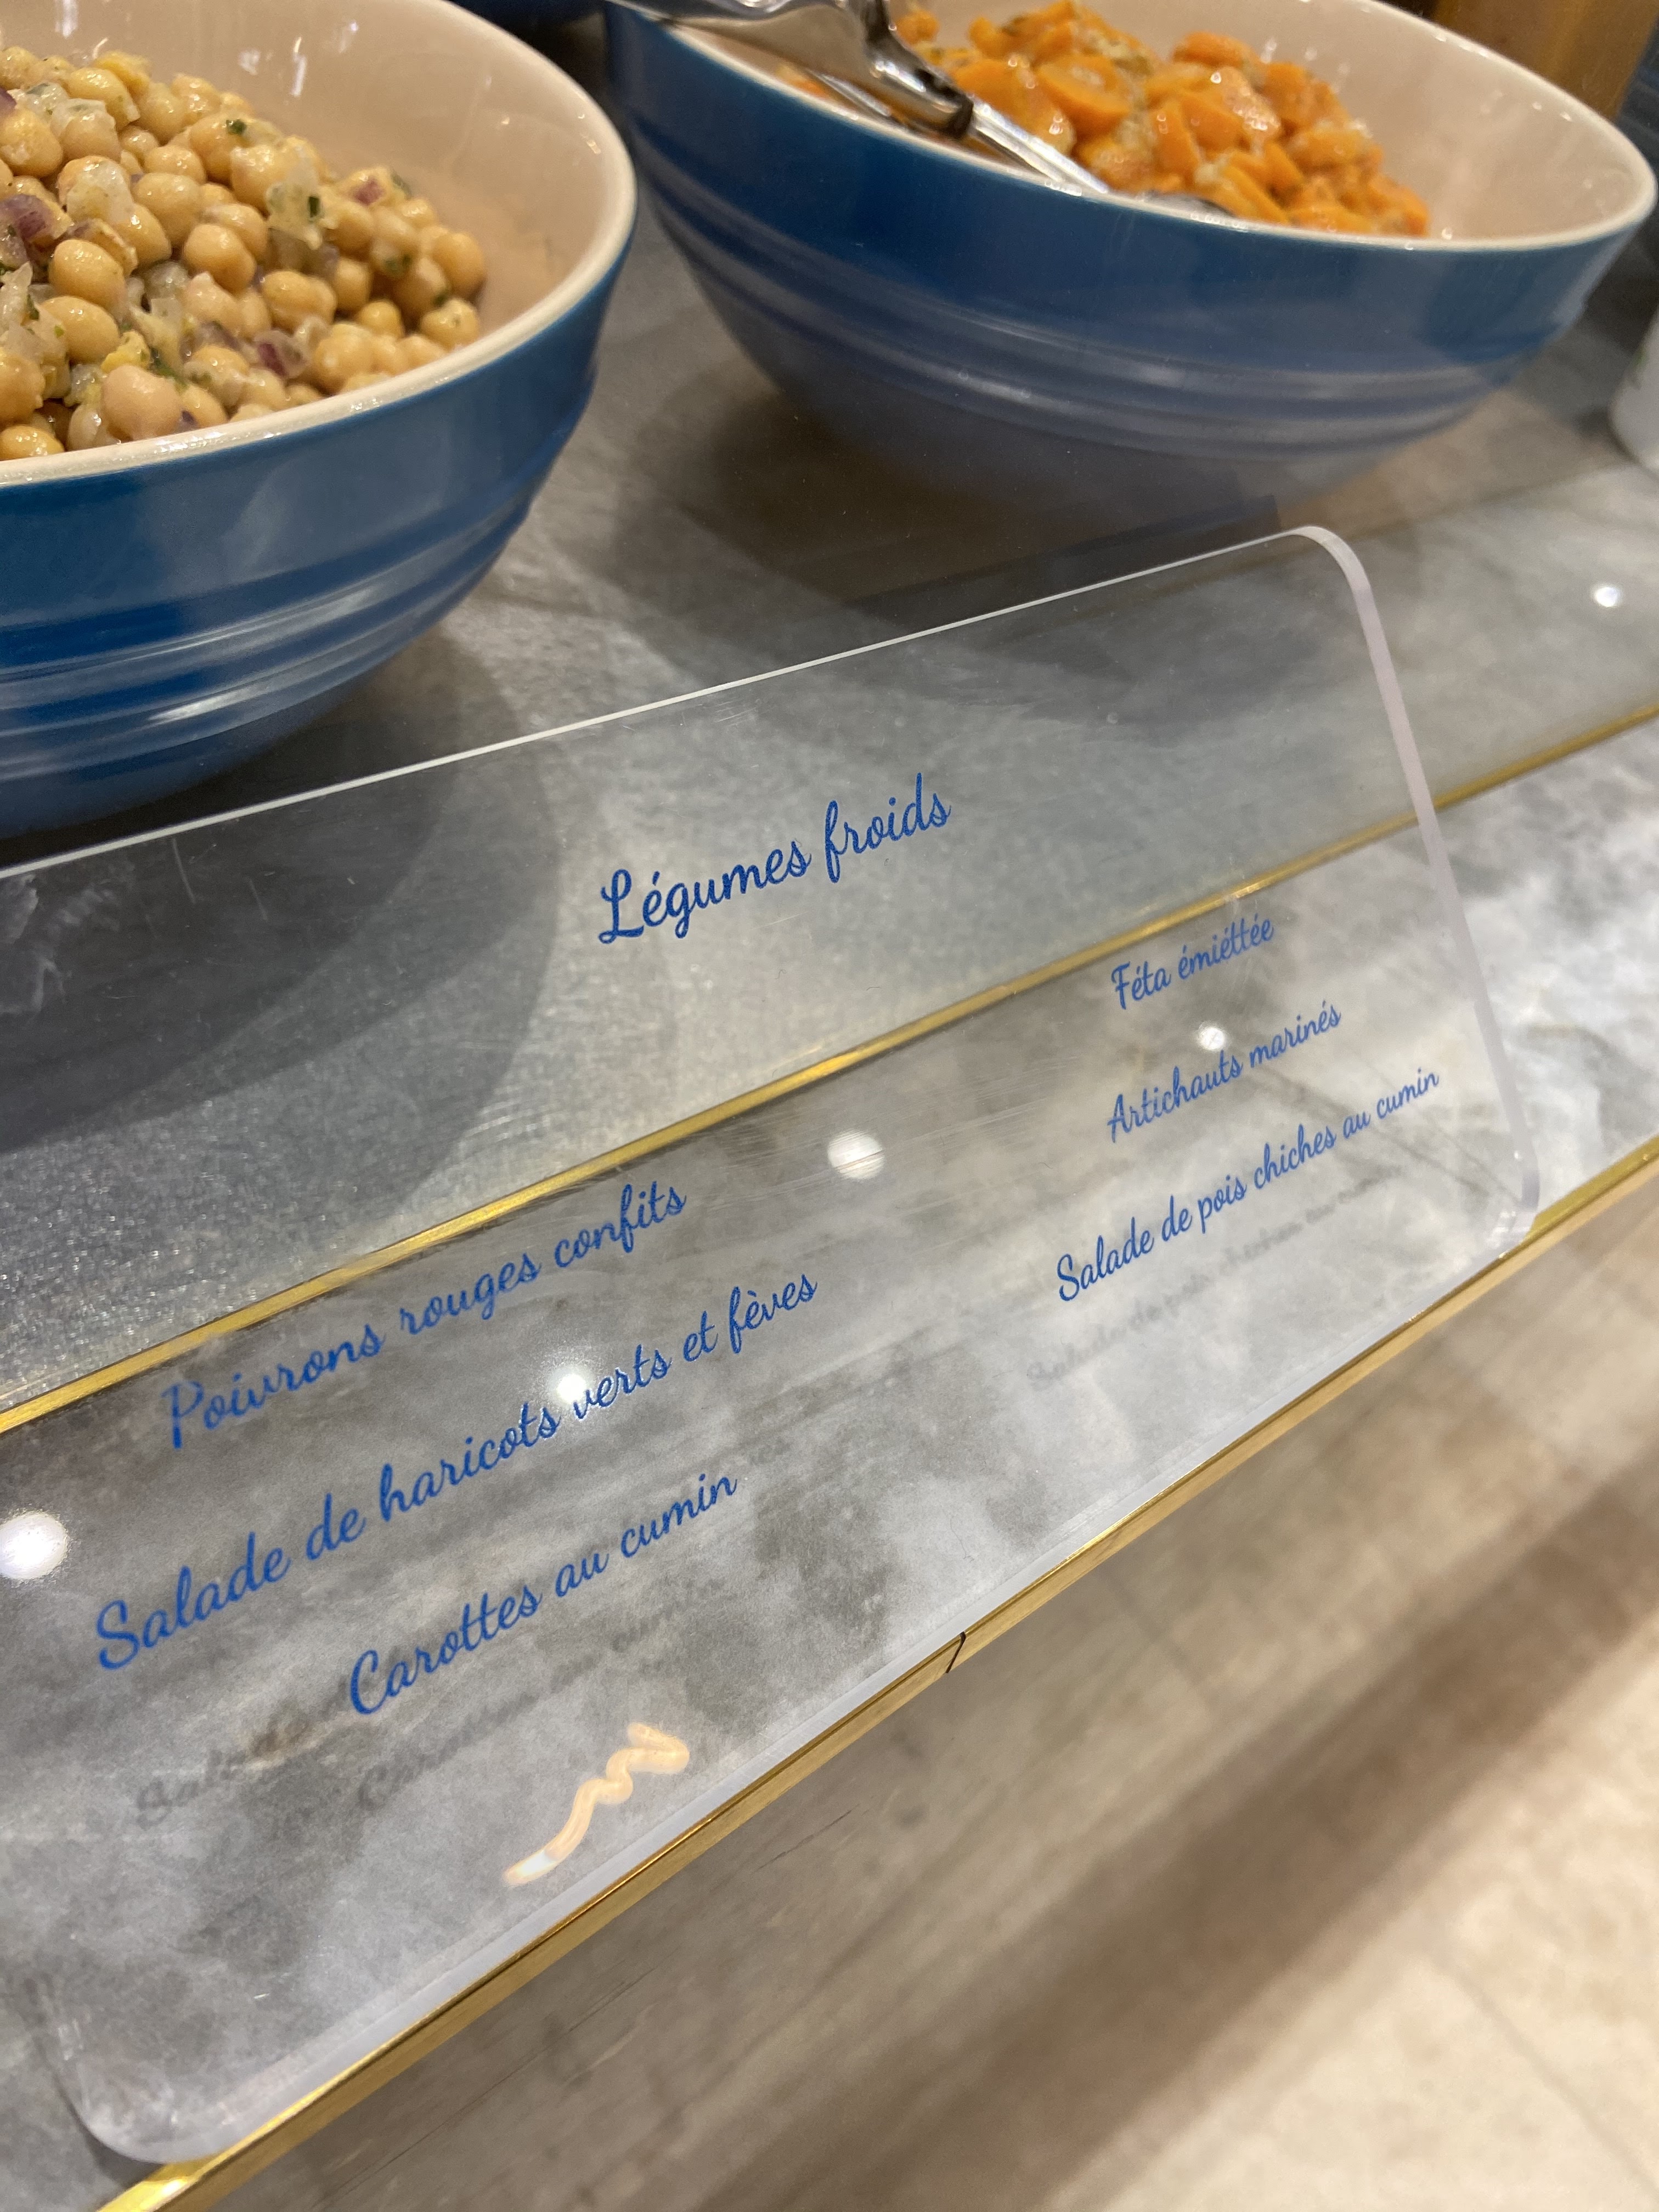 Légumes froids
Poivrons rouges confits
Salade de haricots verts et fèves
Carottes au cumin
Féta émiéttée
Artichauts marinés
Salade de pois chiches au cumin